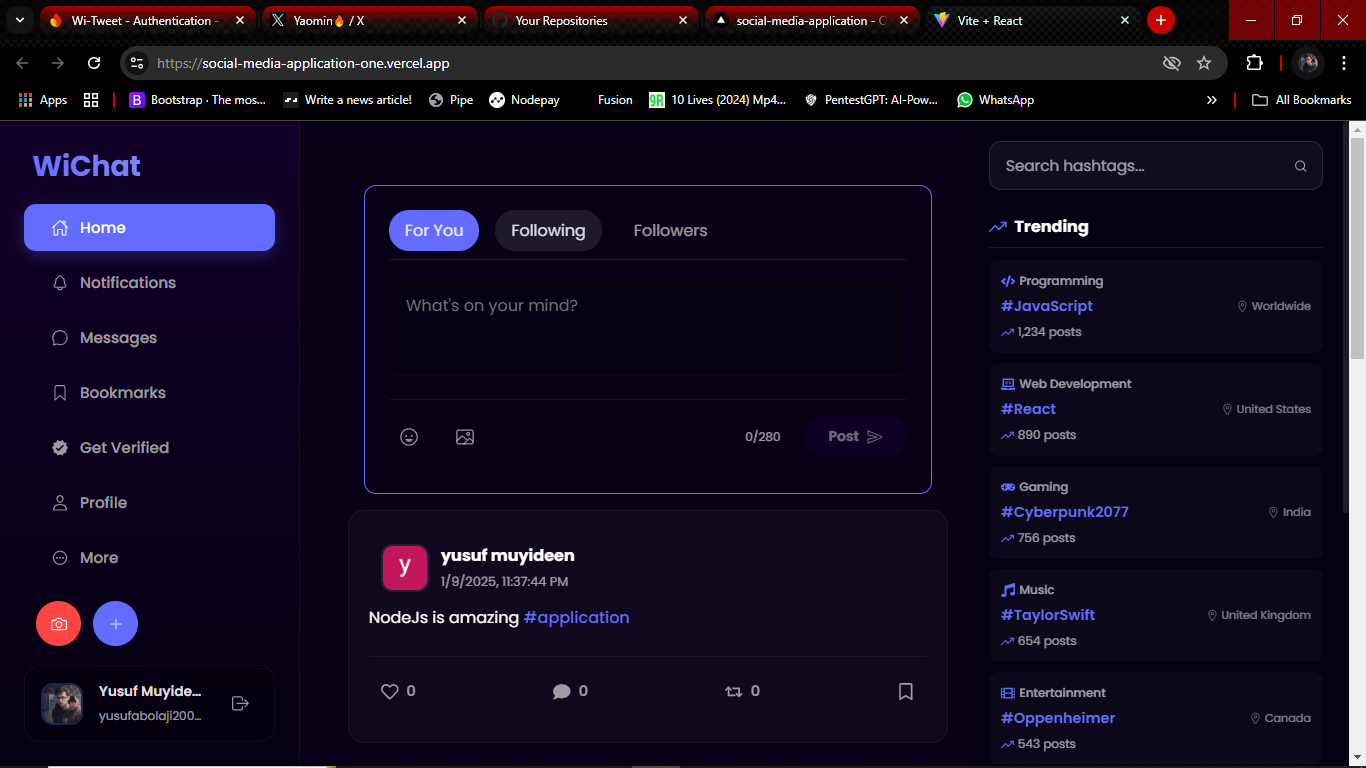 Wi-Tweet - Authentication -
Yaomin🔥 / X
Your Repositories
social-media-application - O
Vite + React
https://social-media-application-one.vercel.app
Apps
Bootstrap · The mos...
Write a news article!
Pipe
Nodepay
Fusion
10 Lives (2024) Mp4...
PentestGPT: AI-Pow...
WhatsApp
All Bookmarks
WiChat
Home
Notifications
Messages
Bookmarks
Get Verified
Profile
More
Yusuf Muyide...
yusufabolaji200...
For You
Following
Followers
What's on your mind?
0/280
Post
y
yusuf muyideen
1/9/2025, 11:37:44 PM
NodeJs is amazing #application
0
0
0
Search hashtags...
Trending
Programming
#JavaScript
Worldwide
1,234 posts
Web Development
#React
United States
890 posts
Gaming
#Cyberpunk2077
India
756 posts
Music
#TaylorSwift
United Kingdom
654 posts
Entertainment
#Oppenheimer
Canada
543 posts